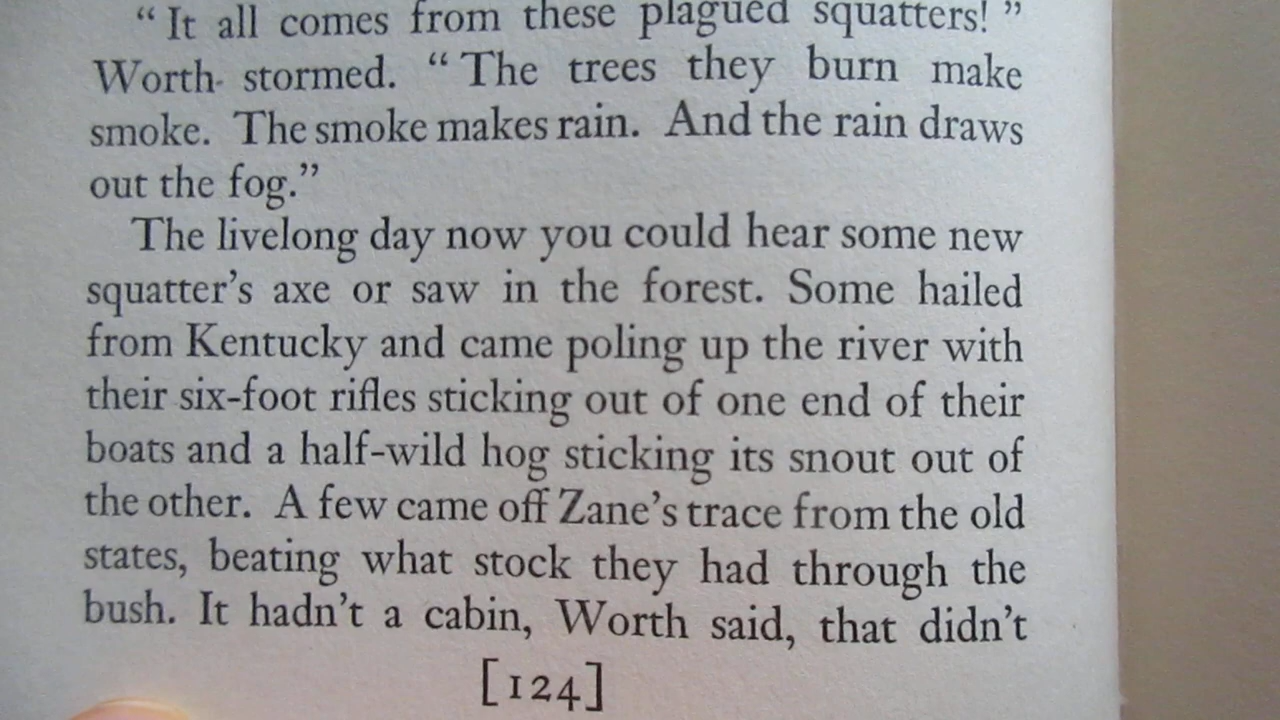 “ It all comes from these plagued squatters! ”
Worth stormed. “ The trees they burn make
smoke. The smoke makes rain. And the rain draws
out the fog.”
The livelong day now you could hear some new
squatter’s axe or saw in the forest. Some hailed
from Kentucky and came poling up the river with
their six-foot rifles sticking out of one end of their
boats and a half-wild hog sticking its snout out of
the other. A few came off Zane’s trace from the old
states, beating what stock they had through the
bush. It hadn’t a cabin, Worth said, that didn’t
[124]